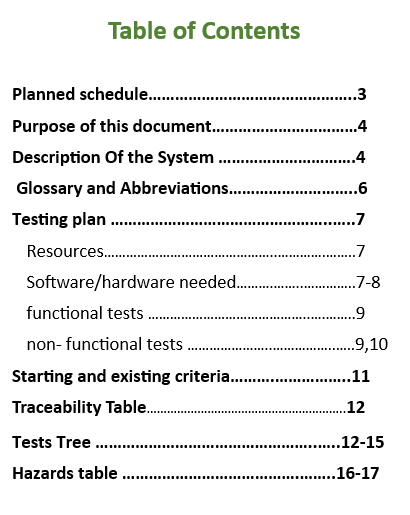 Table of Contents
Planned schedule…………………………………………..3
Purpose of this document……………………………4
Description Of the System ………………………….4
Glossary and Abbreviations………………………..6
Testing plan ………………………………………..…..7
Resources………………………………….………………7
Software/hardware needed…………..…………..7-8
functional tests ……………………………………….9
non- functional tests ………………………………..9,10
Starting and existing criteria………..……………..11
Traceability Table……………………………………………12
Tests Tree ………………………………………….…...12-15
Hazards table ……………………………….……..16-17